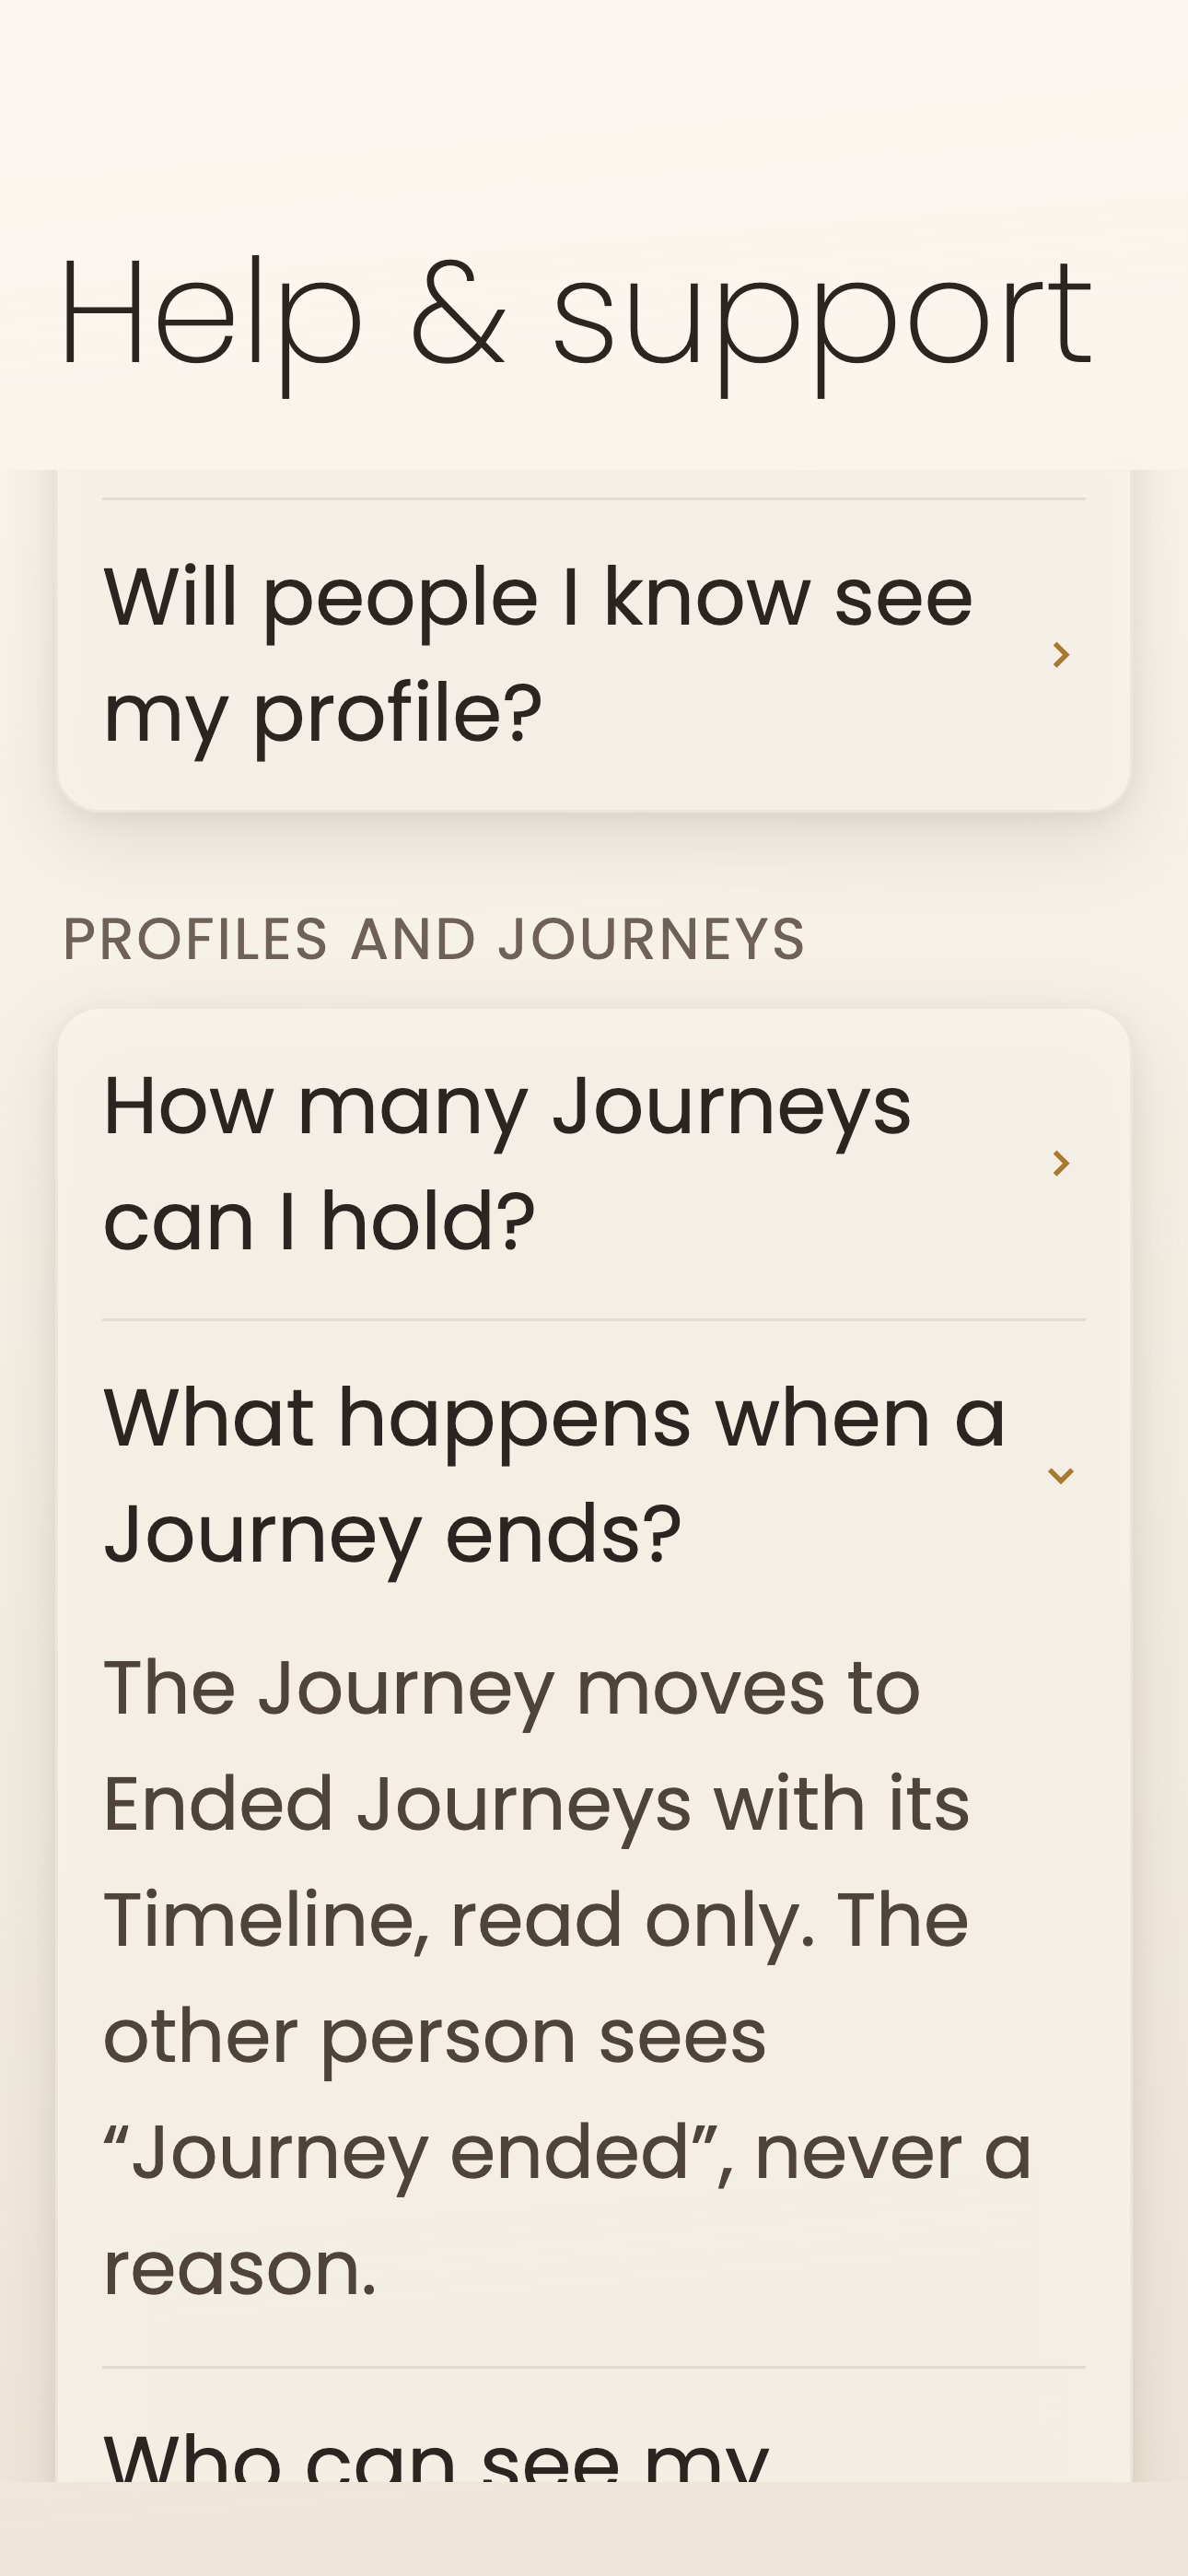 Help & support
Will people I know see
my profile?
PROFILES AND JOURNEYS
How many Journeys
can I hold?
What happens when a
Journey ends?
The Journey moves to
Ended Journeys with its
Timeline, read only. The
other person sees
“Journey ended”, never a
reason.
Who can see my